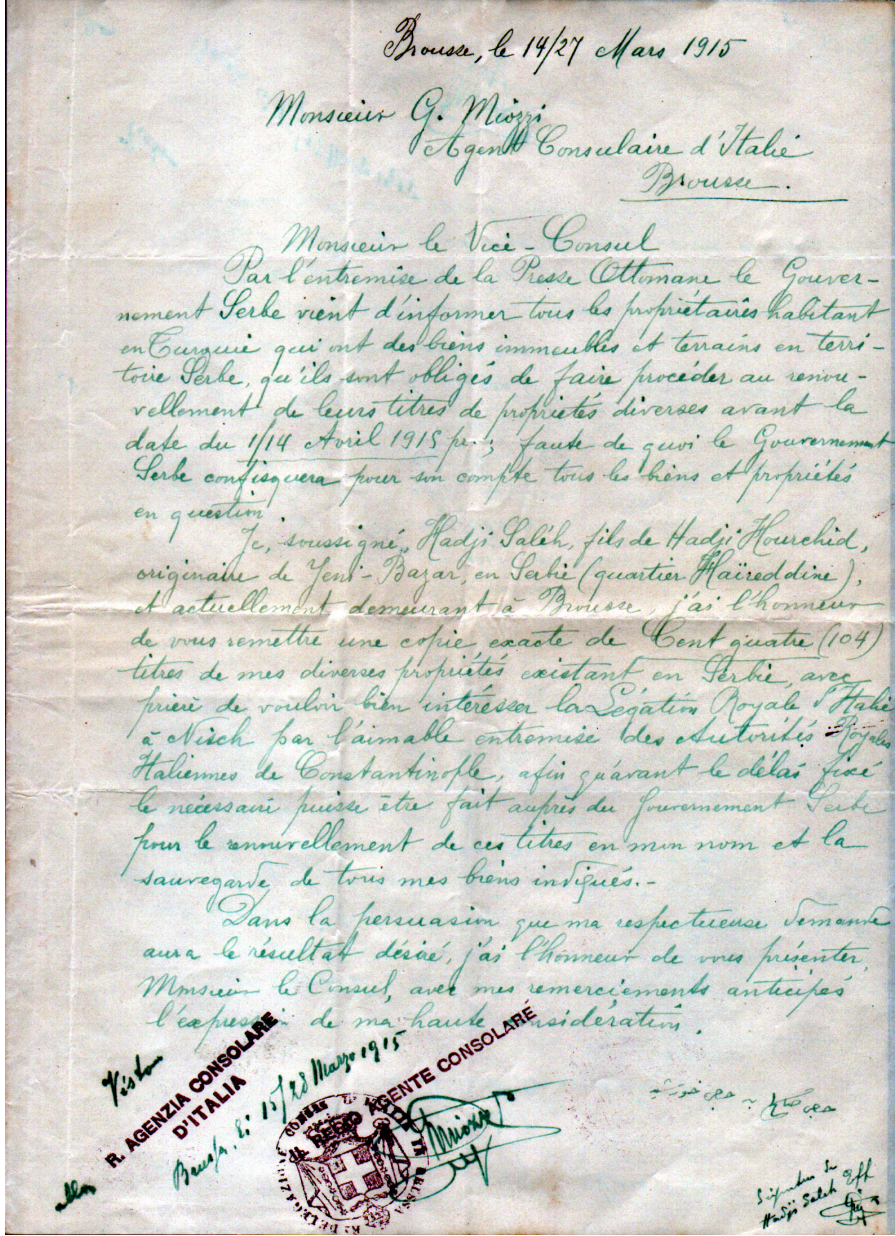 Brousse, le 14/27 Mars 1915
Monsieur G. Miozzi
Agent Consulaire d'Italie
Brousse.
Monsieur le Vice-Consul
Par l'entremise de la Presse Ottomane le Gouver-
nement Serbe vient d'informer tous les propriétaires habitant
en Turquie qui ont des biens immeubles et terrains en terri-
toire Serbe, qu'ils sont obligés de faire procéder au renou-
vellement de leurs titres de propriétés diverses avant la
date du 1/14 Avril 1915 pr.; faute de quoi le Gouvernement
Serbe confisquera pour son compte tous les biens et propriétés
en question
Je, soussigné, Hadji Saléh, fils de Hadji Hourchid,
originaire de Yeni-Bazar, en Serbie (quartier Haïreddine),
et actuellement demeurant à Brousse, j'ai l'honneur
de vous remettre une copie exacte de Cent quatre (104)
titres de mes diverses propriétés existant en Serbie, avec
prière de vouloir bien intéresser la Légation Royale d'Italie
à Nisch par l'aimable entremise des Autorités Royales
Italiennes de Constantinople, afin qu'avant le délai fixé
le nécessaire puisse être fait auprès du Gouvernement Serbe
pour le rennuvellement de ces titres en mon nom et la
sauvegarde de tous mes biens indiqués.-
Dans la persuasion que ma respectueuse demande
aura le résultat désiré, j'ai l'honneur de vous présenter,
Monsieur le Consul, avec mes remerciements anticipés
l'expression de ma haute considération.
Visto
R. AGENZIA CONSOLARE
D'ITALIA
Brussa, li 15/28 Marzo 1915
IL REGIO AGENTE CONSOLARE
Miozzi
Hadji Saleh